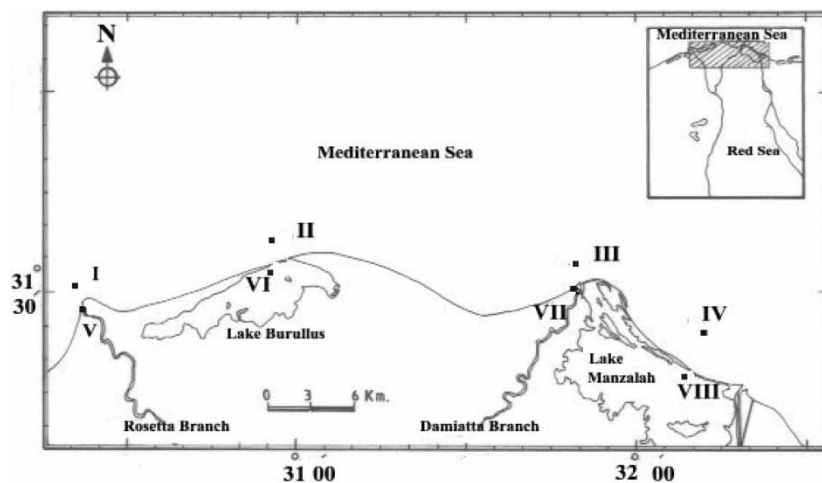 N
Mediterranean Sea
Red Sea
Mediterranean Sea
II
I
III
31°
30'
VI
V
VII
IV
Lake Burullus
Lake
Manzalah
VIII
0 3 6 Km.
Rosetta Branch
Damiatta Branch
31 00'
32 00'